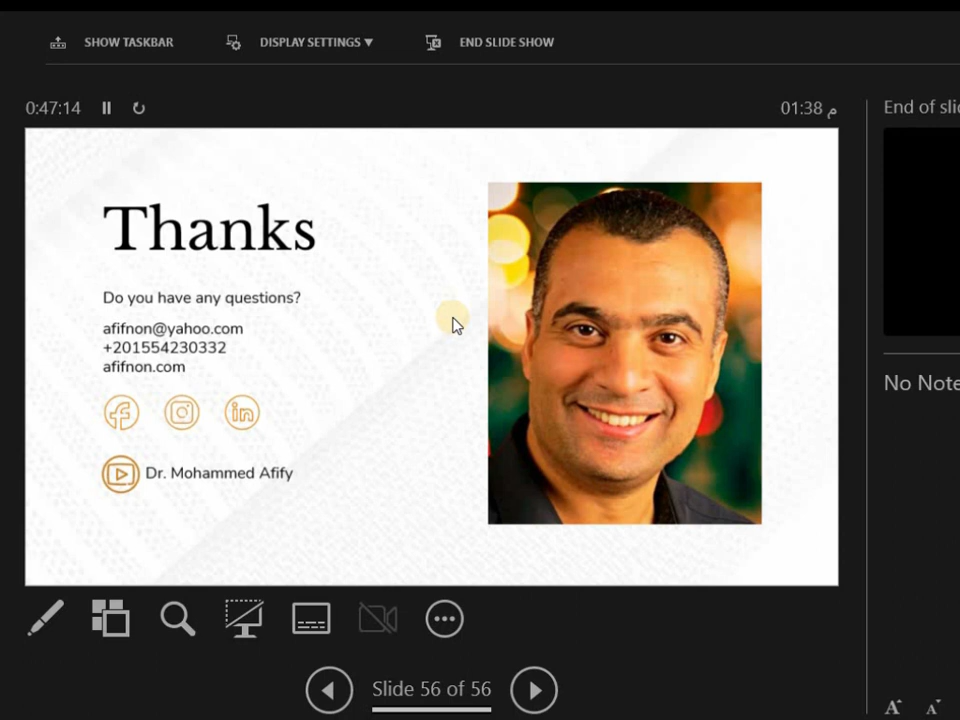 SHOW TASKBAR
DISPLAY SETTINGS ▼
END SLIDE SHOW
0:47:14
01:38 م
End of sli
Thanks
Do you have any questions?
afifnon@yahoo.com
+201554230332
afifnon.com
Dr. Mohammed Afify
No Note
Slide 56 of 56
A A